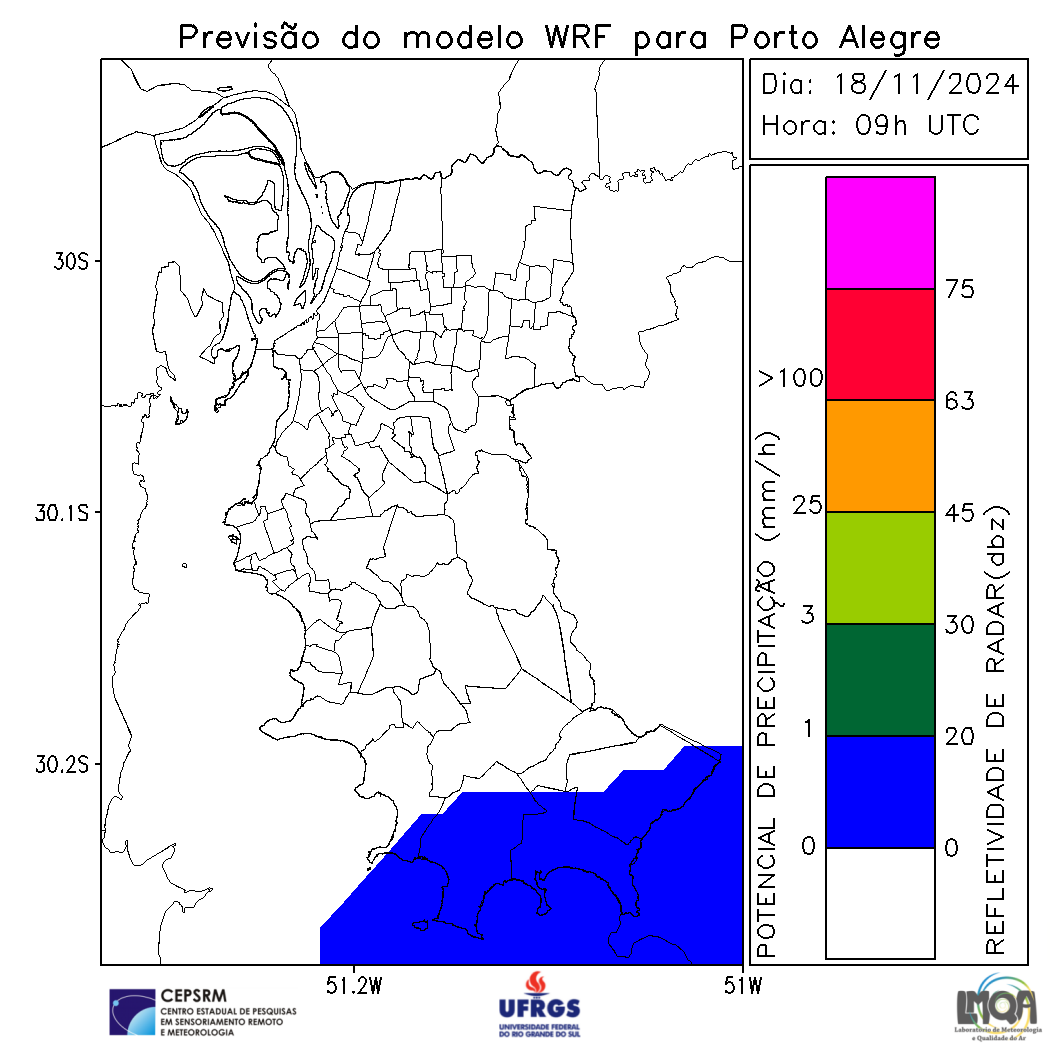 Previsão do modelo WRF para Porto Alegre
Dia: 18/11/2024
Hora: 09h UTC
30S
30.1S
30.2S
51.2W
51W
POTENCIAL DE PRECIPITAÇÃO (mm/h)
>100
25
3
1
0
75
63
45
30
20
0
REFLETIVIDADE DE RADAR(dbz)
CEPSRM
CENTRO ESTADUAL DE PESQUISAS
EM SENSORIAMENTO REMOTO
E METEOROLOGIA
UFRGS
UNIVERSIDADE FEDERAL
DO RIO GRANDE DO SUL
LMQA
Laboratório de Meteorologia
e Qualidade do Ar